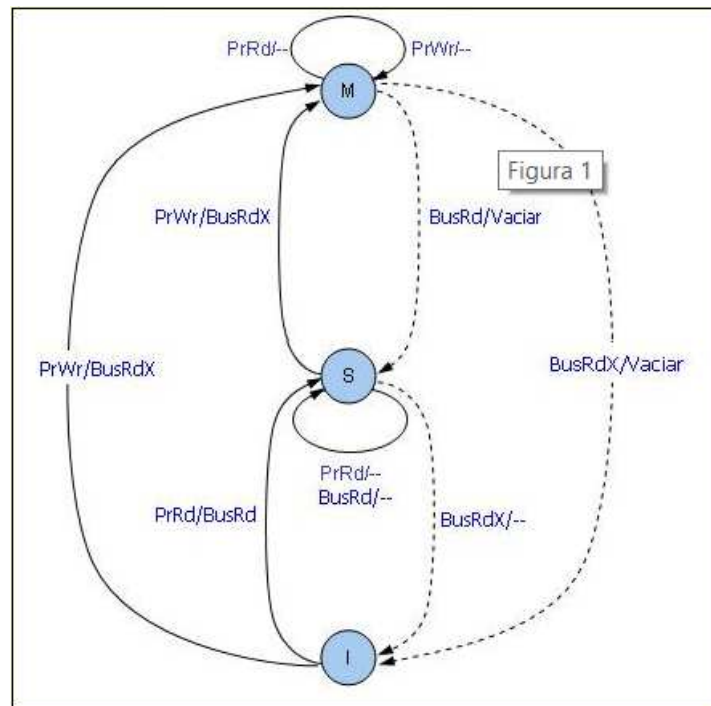 PrRd/--
PrWr/--
M
Figura 1
PrWr/BusRdX
BusRd/Vaciar
PrWr/BusRdX
BusRdX/Vaciar
S
PrRd/--
BusRd/--
PrRd/BusRd
BusRdX/--
I